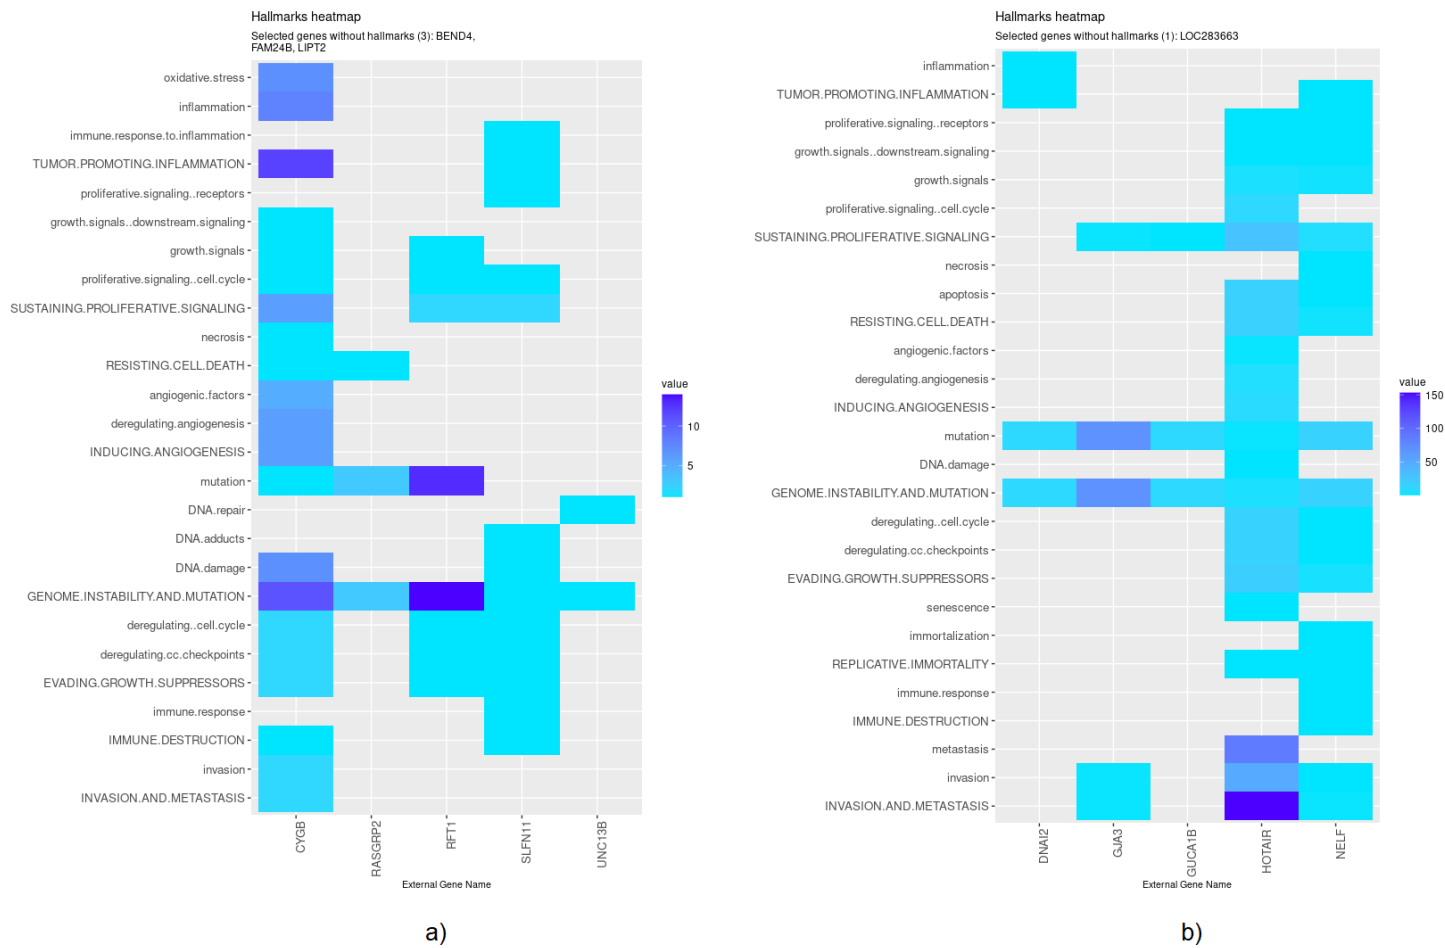 Hallmarks heatmap
Selected genes without hallmarks (3): BEND4,
FAM24B, LIPT2
oxidative.stress
inflammation
immune.response.to.inflammation
TUMOR.PROMOTING.INFLAMMATION
proliferative.signaling..receptors
growth.signals..downstream.signaling
growth.signals
proliferative.signaling..cell.cycle
SUSTAINING.PROLIFERATIVE.SIGNALING
necrosis
RESISTING.CELL.DEATH
angiogenic.factors
deregulating.angiogenesis
INDUCING.ANGIOGENESIS
mutation
DNA.repair
DNA.adducts
DNA.damage
GENOME.INSTABILITY.AND.MUTATION
deregulating..cell.cycle
deregulating.cc.checkpoints
EVADING.GROWTH.SUPPRESSORS
immune.response
IMMUNE.DESTRUCTION
invasion
INVASION.AND.METASTASIS
CYGB
RASGRP2
RFT1
SLFN11
UNC13B
External Gene Name
value
10
5
a)
Hallmarks heatmap
Selected genes without hallmarks (1): LOC283663
inflammation
TUMOR.PROMOTING.INFLAMMATION
proliferative.signaling..receptors
growth.signals..downstream.signaling
growth.signals
proliferative.signaling..cell.cycle
SUSTAINING.PROLIFERATIVE.SIGNALING
necrosis
apoptosis
RESISTING.CELL.DEATH
angiogenic.factors
deregulating.angiogenesis
INDUCING.ANGIOGENESIS
mutation
DNA.damage
GENOME.INSTABILITY.AND.MUTATION
deregulating..cell.cycle
deregulating.cc.checkpoints
EVADING.GROWTH.SUPPRESSORS
senescence
immortalization
REPLICATIVE.IMMORTALITY
immune.response
IMMUNE.DESTRUCTION
metastasis
invasion
INVASION.AND.METASTASIS
DNAI2
GJA3
GUCA1B
HOTAIR
NELF
External Gene Name
value
150
100
50
b)